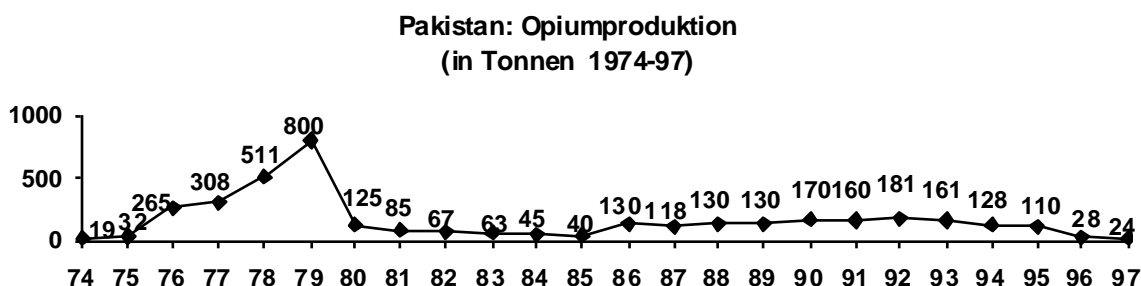 Pakistan: Opiumproduktion
(in Tonnen 1974-97)
1000
500
0
19 32 265 308 511 800 125 85 67 63 45 40 130 118 130 130 170 160 181 161 128 110 28 24
74 75 76 77 78 79 80 81 82 83 84 85 86 87 88 89 90 91 92 93 94 95 96 97